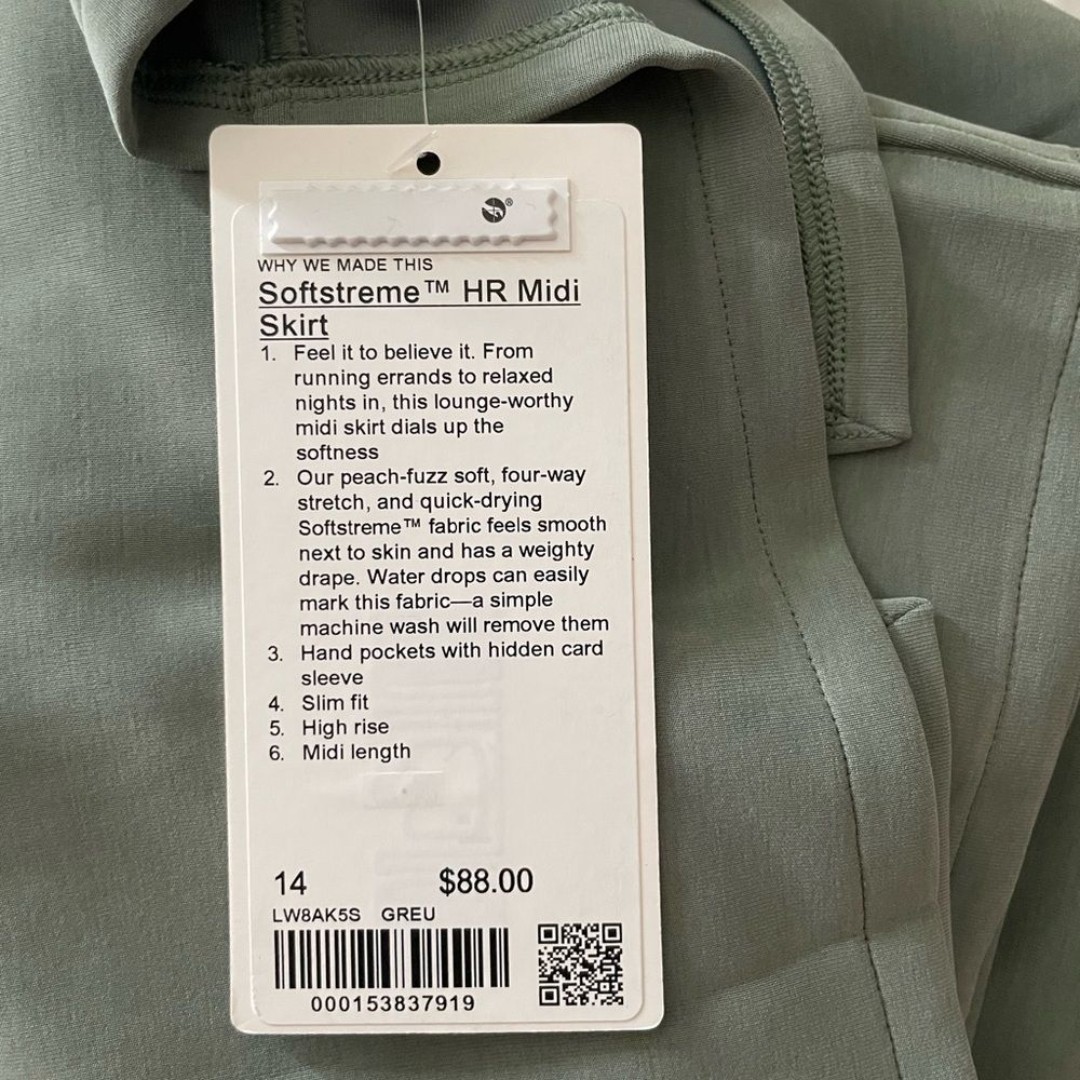 ®
WHY WE MADE THIS
Softstreme™ HR Midi
Skirt
1. Feel it to believe it. From
running errands to relaxed
nights in, this lounge-worthy
midi skirt dials up the
softness
2. Our peach-fuzz soft, four-way
stretch, and quick-drying
Softstreme™ fabric feels smooth
next to skin and has a weighty
drape. Water drops can easily
mark this fabric—a simple
machine wash will remove them
3. Hand pockets with hidden card
sleeve
4. Slim fit
5. High rise
6. Midi length
14 $88.00
LW8AK5S GREU
000153837919